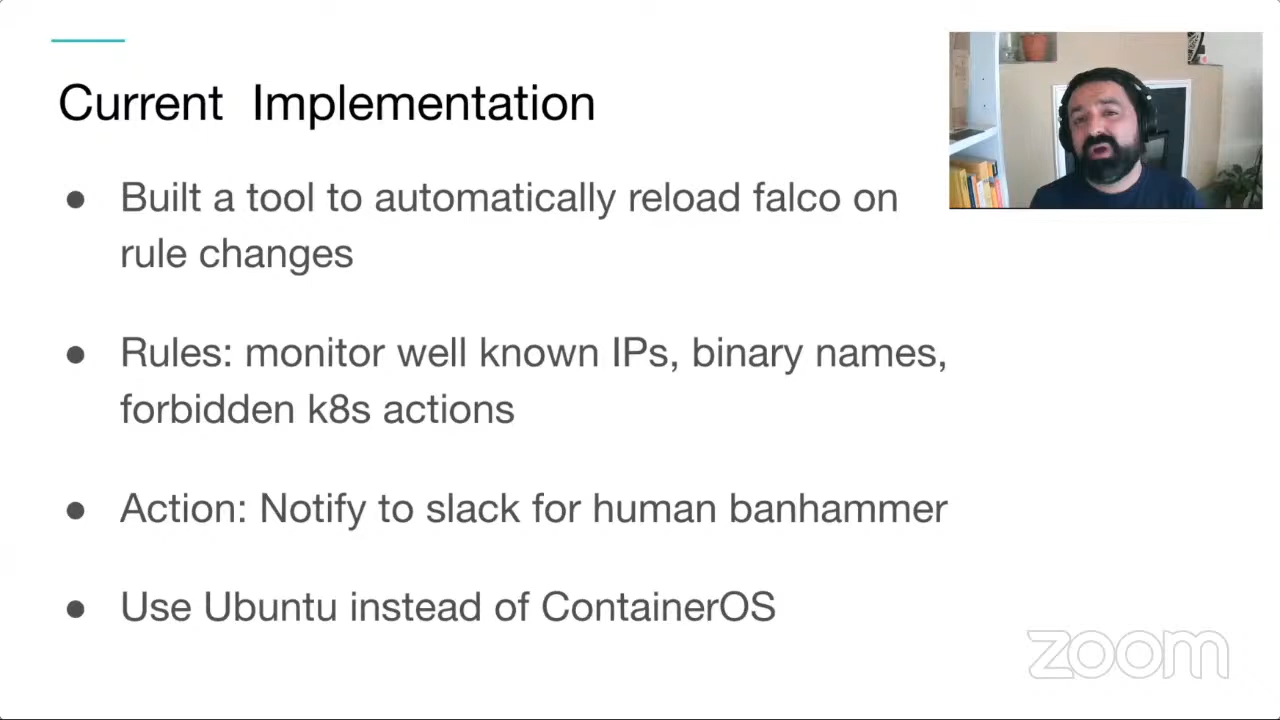 Current Implementation
● Built a tool to automatically reload falco on
rule changes
● Rules: monitor well known IPs, binary names,
forbidden k8s actions
● Action: Notify to slack for human banhammer
● Use Ubuntu instead of ContainerOS
zoom